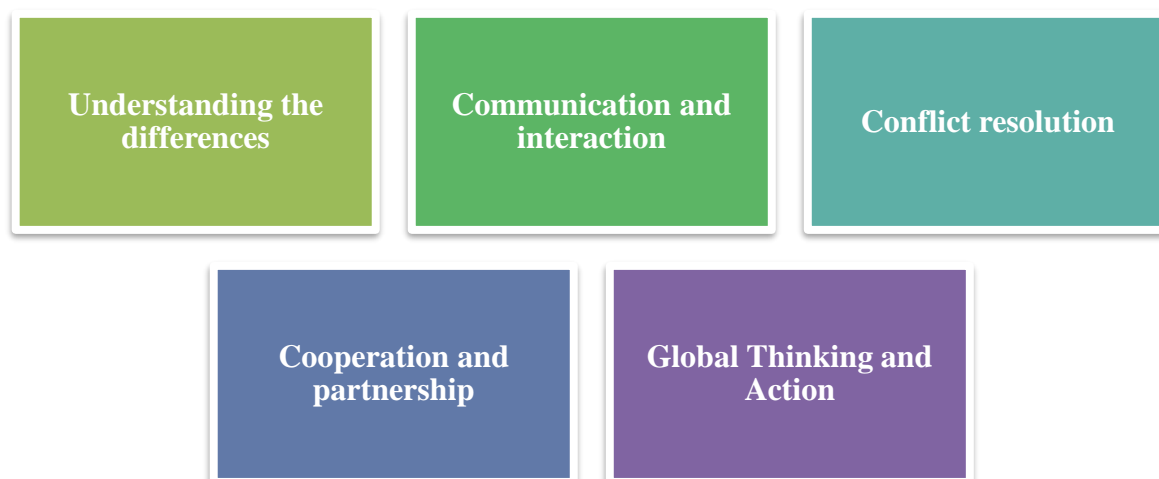 Understanding the
differences
Communication and
interaction
Conflict resolution
Cooperation and
partnership
Global Thinking and
Action